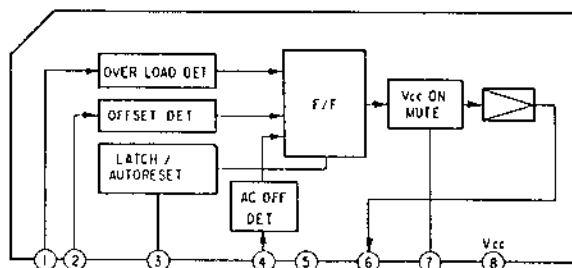 OVER LOAD DET
OFFSET DET
LATCH /
AUTORESET
F/F
AC OFF
DET
Vcc ON
MUTE
Vcc
1 2 3 4 5 6 7 8